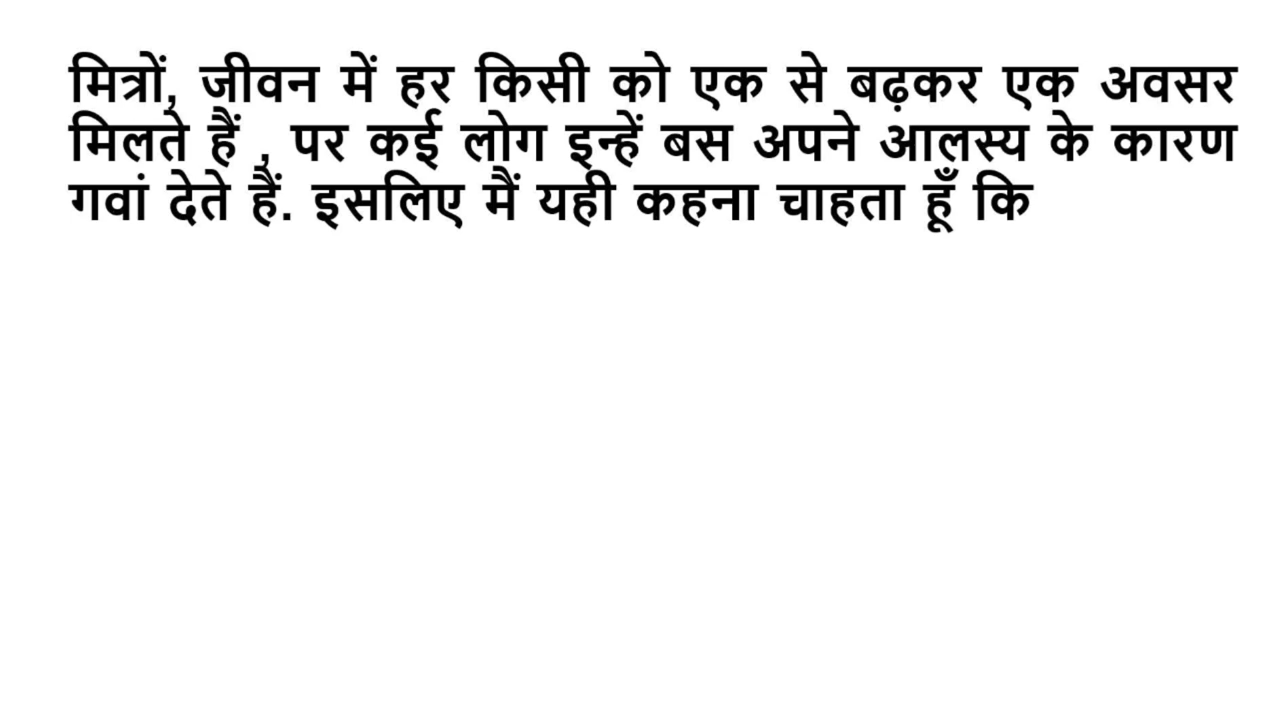 मित्रों, जीवन में हर किसी को एक से बढ़कर एक अवसर
मिलते हैं , पर कई लोग इन्हें बस अपने आलस्य के कारण
गवां देते हैं. इसलिए मैं यही कहना चाहता हूँ कि